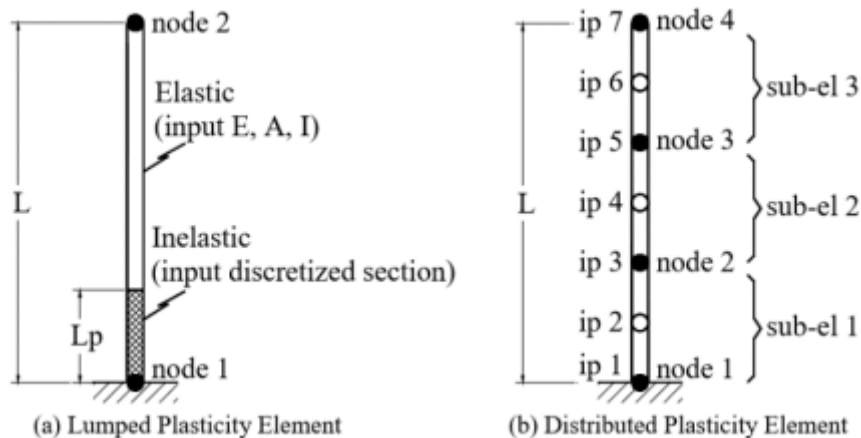 node 2
Elastic
(input E, A, I)
L
Inelastic
(input discretized section)
Lp
node 1
(a) Lumped Plasticity Element
ip 7 node 4
ip 6
sub-el 3
ip 5 node 3
L
ip 4
sub-el 2
ip 3 node 2
ip 2
sub-el 1
ip 1 node 1
(b) Distributed Plasticity Element